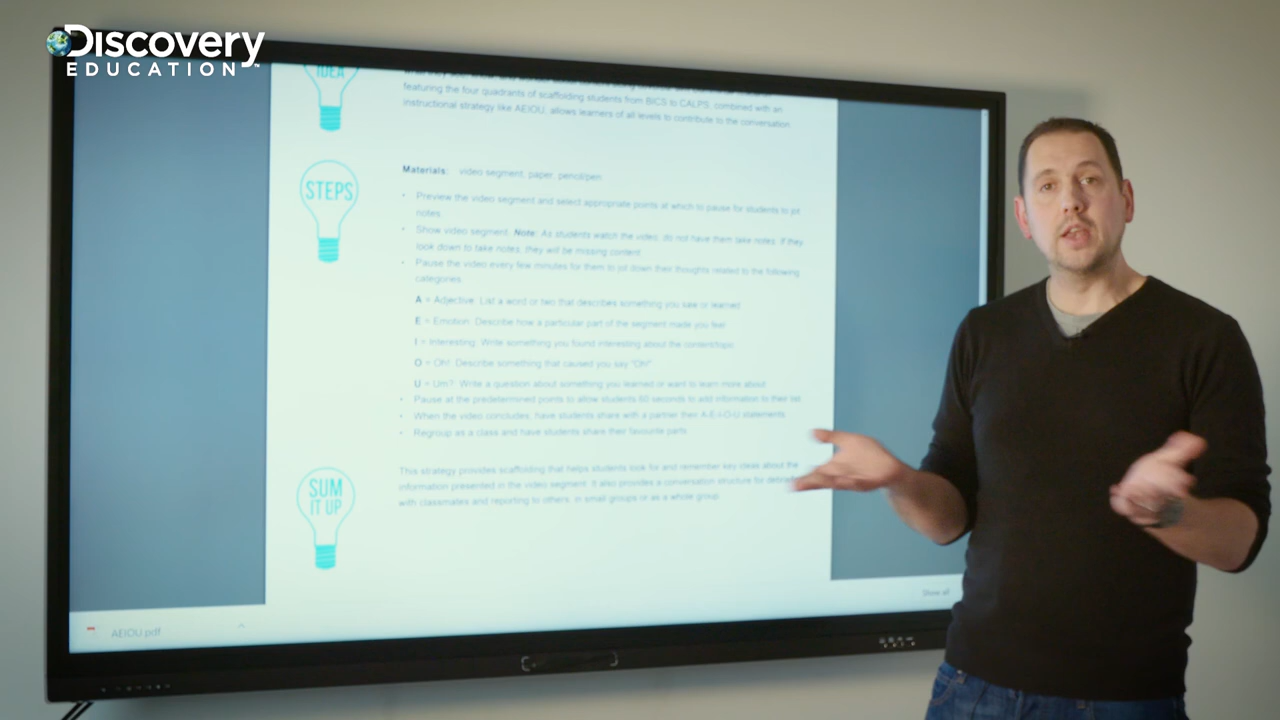 Discovery
EDUCATION™
IDEA
featuring the four quadrants of scaffolding students from BICS to CALPS, combined with an
instructional strategy like AEIOU, allows learners of all levels to contribute to the conversation.
STEPS
Materials: video segment, paper, pencil/pen
• Preview the video segment and select appropriate points at which to pause for students to jot
notes.
• Show video segment. Note: As students watch the video, do not have them take notes. If they
look down to take notes, they will be missing content.
• Pause the video every few minutes for them to jot down their thoughts related to the following
categories.
A = Adjective: List a word or two that describes something you saw or learned
E = Emotion: Describe how a particular part of the segment made you feel
I = Interesting: Write something you found interesting about the content/topic.
O = Oh!: Describe something that caused you say "Oh!"
U = Um?: Write a question about something you learned or want to learn more about.
• Pause at the predetermined points to allow students 60 seconds to add information to their list.
• When the video concludes, have students share with a partner their A-E-I-O-U statements.
• Regroup as a class and have students share their favourite parts.
SUM
IT UP
This strategy provides scaffolding that helps students look for and remember key ideas about the
information presented in the video segment. It also provides a conversation structure for
with classmates and reporting to others, in small groups or as a whole group.
Show all
AEIOU.pdf